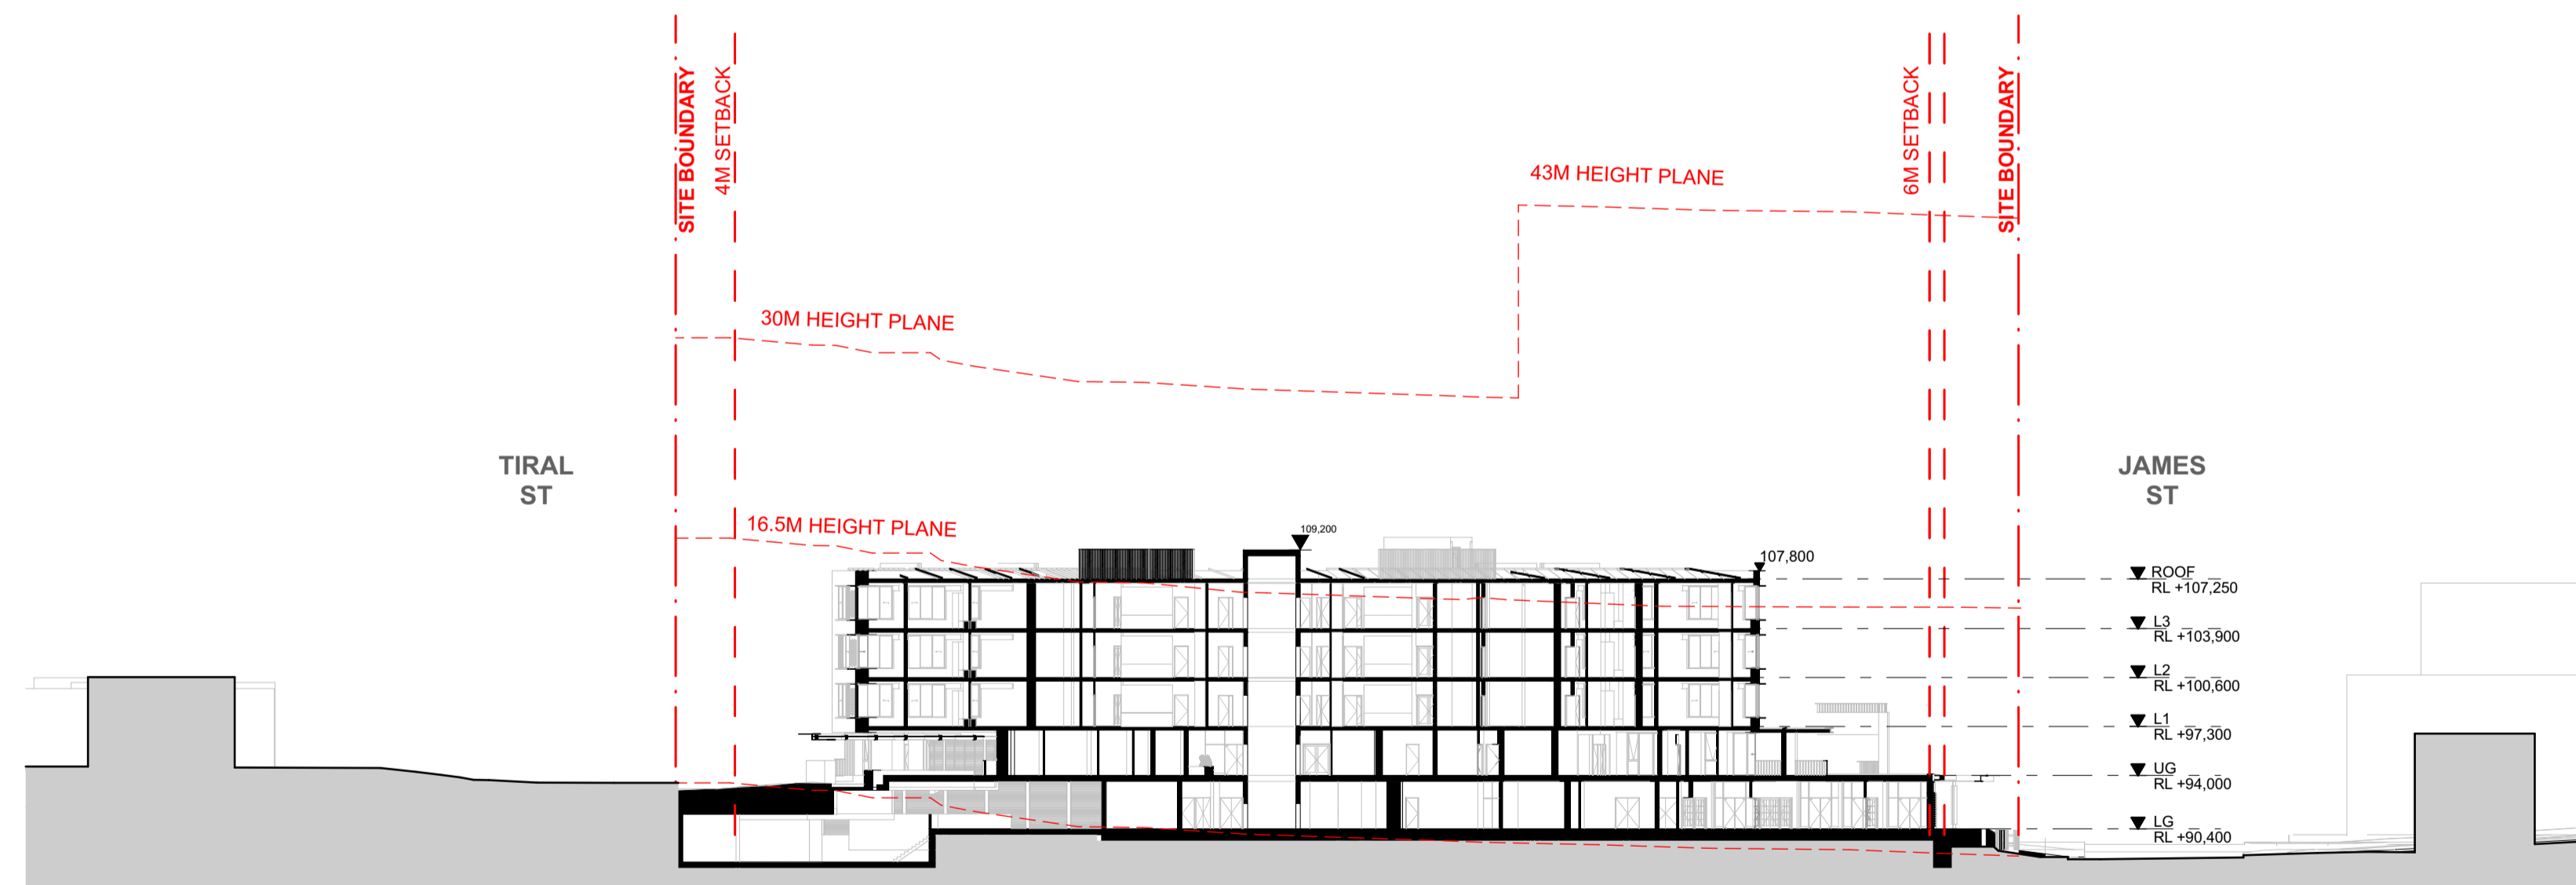 SITE BOUNDARY
4M SETBACK
6M SETBACK
SITE BOUNDARY
43M HEIGHT PLANE
30M HEIGHT PLANE
TIRAL
ST
JAMES
ST
16.5M HEIGHT PLANE
109,200
107,800
ROOF
RL +107,250
L3
RL +103,900
L2
RL +100,600
L1
RL +97,300
UG
RL +94,000
LG
RL +90,400